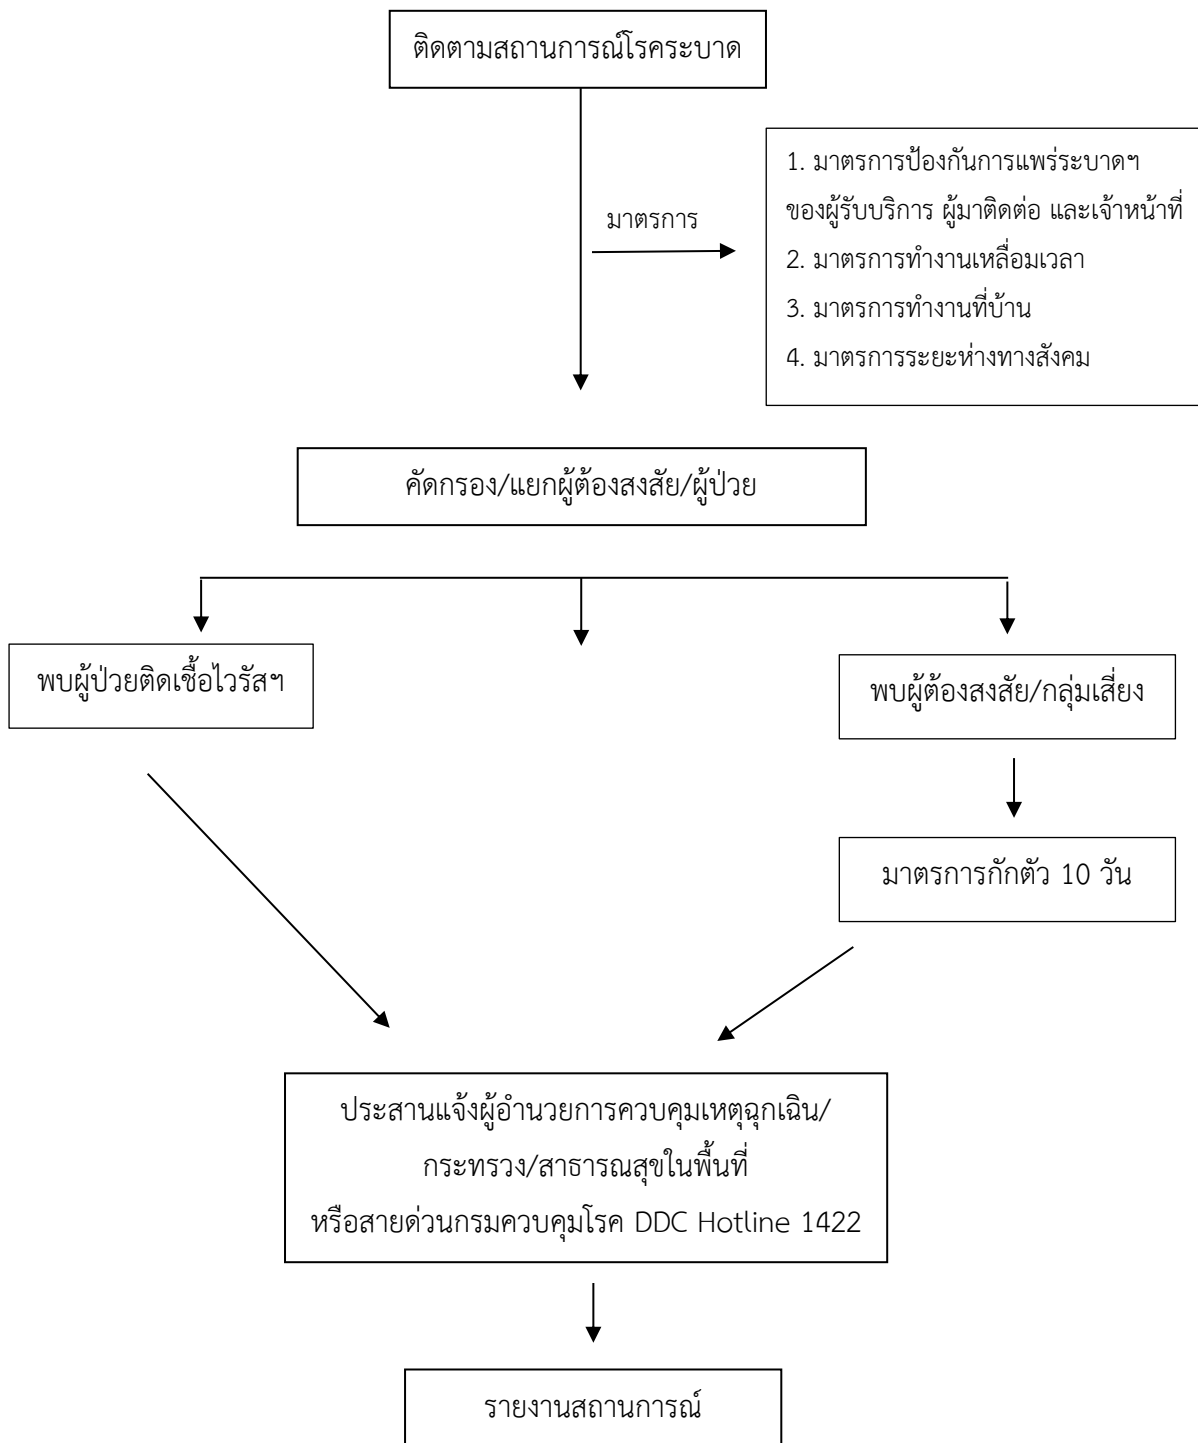 ติดตามสถานการณ์โรคระบาด
มาตรการ
1. มาตรการป้องกันการแพร่ระบาดฯ
ของผู้รับบริการ ผู้มาติดต่อ และเจ้าหน้าที่
2. มาตรการทำงานเหลื่อมเวลา
3. มาตรการทำงานที่บ้าน
4. มาตรการระยะห่างทางสังคม
คัดกรอง/แยกผู้ต้องสงสัย/ผู้ป่วย
พบผู้ป่วยติดเชื้อไวรัสฯ
พบผู้ต้องสงสัย/กลุ่มเสี่ยง
มาตรการกักตัว 10 วัน
ประสานแจ้งผู้อำนวยการควบคุมเหตุฉุกเฉิน/
กระทรวง/สาธารณสุขในพื้นที่
หรือสายด่วนกรมควบคุมโรค DDC Hotline 1422
รายงานสถานการณ์